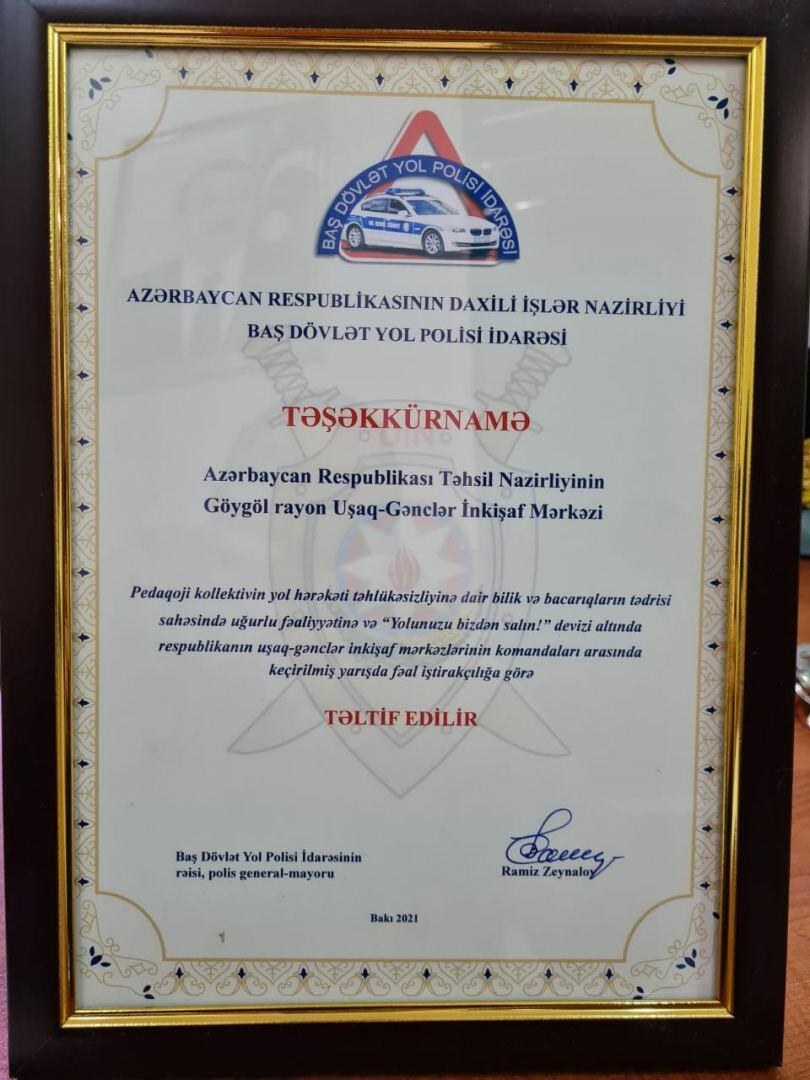 BAŞ DÖVLƏT YOL POLİSİ İDARƏSİ
AZƏRBAYCAN RESPUBLİKASININ DAXİLİ İŞLƏR NAZİRLİYİ
BAŞ DÖVLƏT YOL POLİSİ İDARƏSİ
TƏŞƏKKÜRNAMƏ
DİN
Azərbaycan Respublikası Təhsil Nazirliyinin
Göygöl rayon Uşaq-Gənclər İnkişaf Mərkəzi
Pedaqoji kollektivin yol hərəkəti təhlükəsizliyinə dair bilik və bacarıqların tədrisi
sahəsində uğurlu fəaliyyətinə və “Yolunuzu bizdən salın!” devizi altında
respublikanın uşaq-gənclər inkişaf mərkəzlərinin komandaları arasında
keçirilmiş yarışda fəal iştirakçılığa görə
TƏLTİF EDİLİR
Baş Dövlət Yol Polisi İdarəsinin
rəisi, polis general-mayoru
Ramiz Zeynalov
Bakı 2021